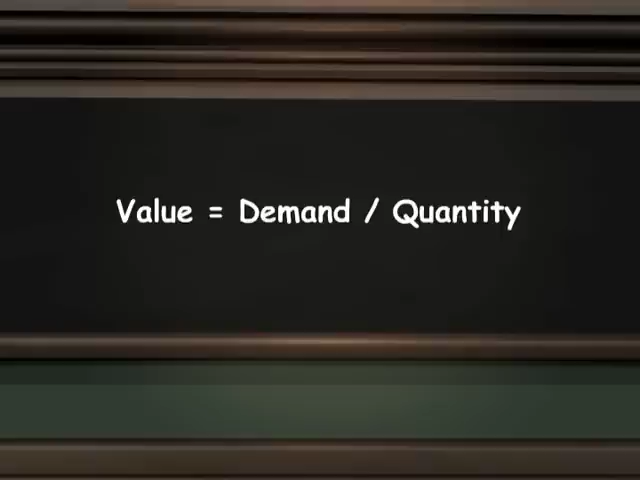 Value = Demand / Quantity